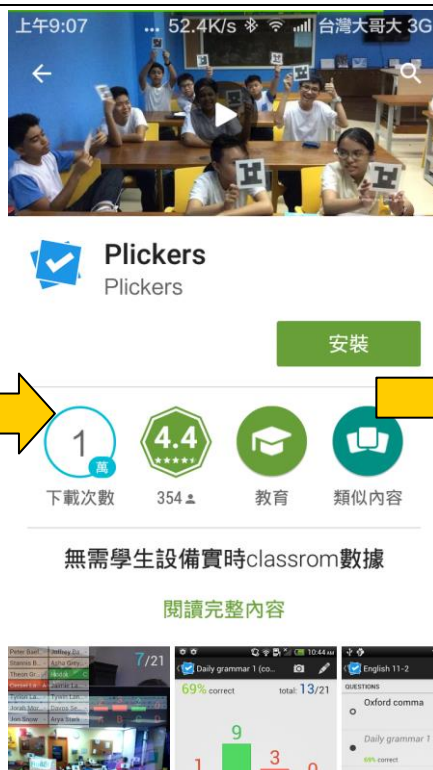 上午9:07 ... 52.4K/s 台灣大哥大 3G
Plickers
Plickers
安裝
1
萬
4.4
下載次數 354 教育 類似內容
無需學生設備實時classrom數據
閱讀完整內容
7/21
10:44 AM
Daily grammar 1 (co...
69% correct total: 13/21
9
1 3 0
English 11-2
QUESTIONS
Oxford comma
Daily grammar 1
69% correct